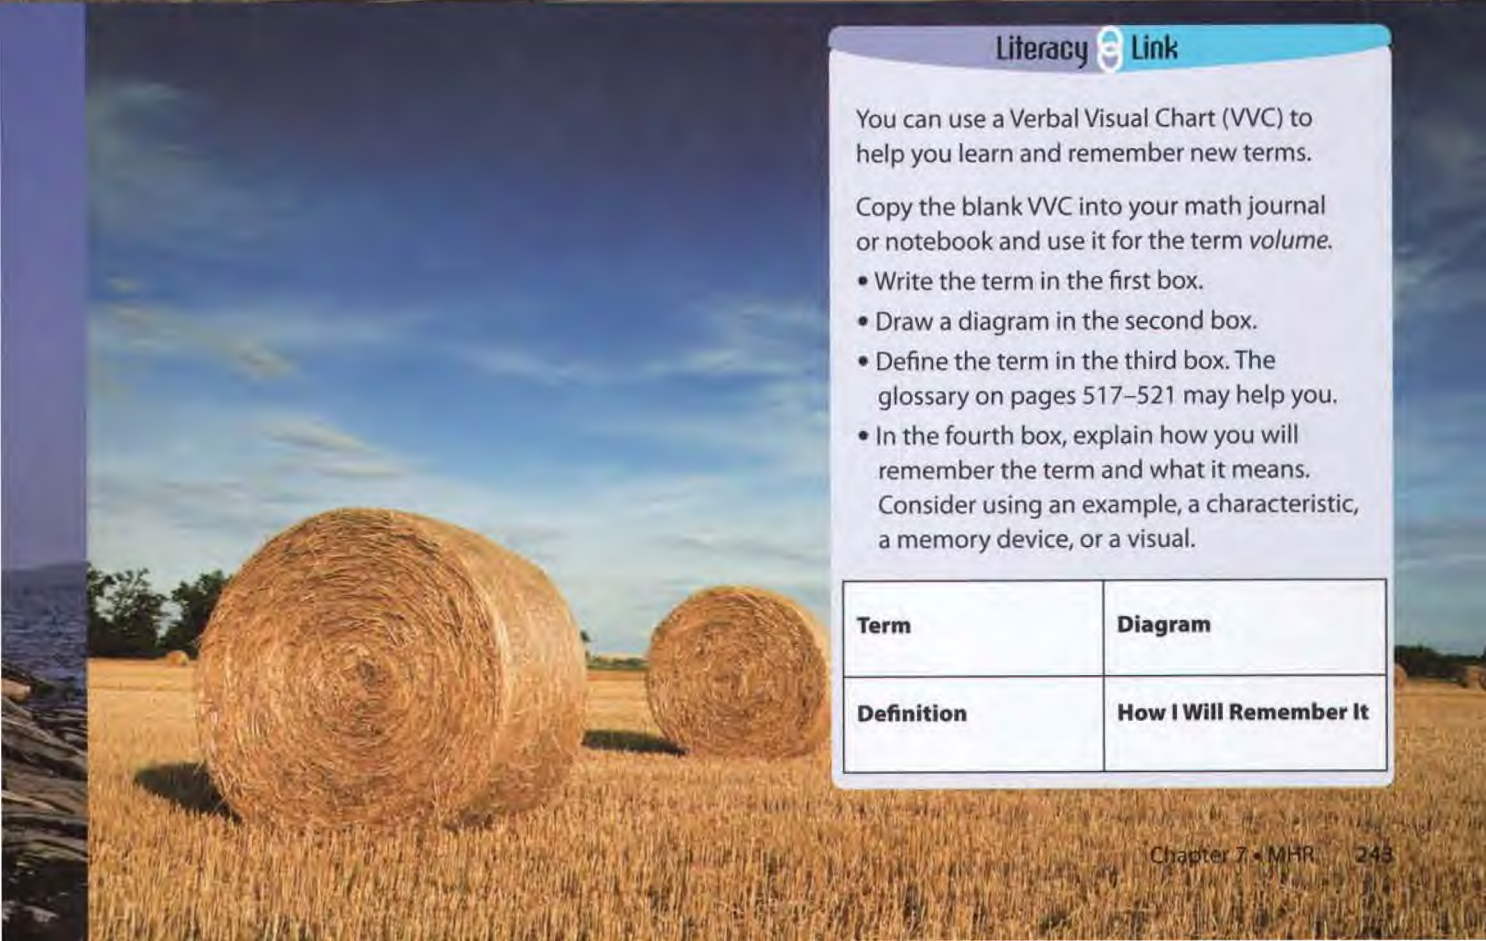 Literacy Link
You can use a Verbal Visual Chart (VVC) to
help you learn and remember new terms.
Copy the blank VVC into your math journal
or notebook and use it for the term volume.
• Write the term in the first box.
• Draw a diagram in the second box.
• Define the term in the third box. The
glossary on pages 517–521 may help you.
• In the fourth box, explain how you will
remember the term and what it means.
Consider using an example, a characteristic,
a memory device, or a visual.
Term
Diagram
Definition
How I Will Remember It
Chapter 7 • MHR 243